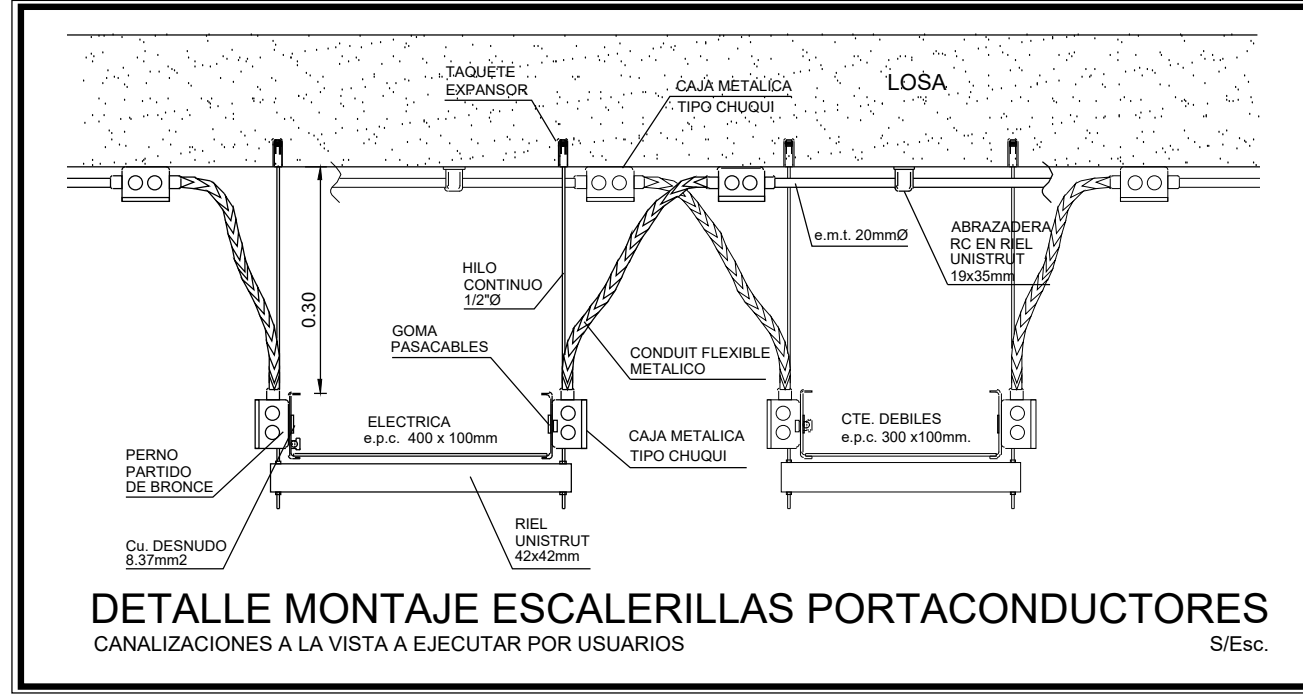 TAQUETE
EXPANSOR
CAJA METALICA
TIPO CHUQUI
LOSA
e.m.t. 20mmØ
ABRAZADERA
RC EN RIEL
UNISTRUT
19x35mm
HILO
CONTINUO
1/2"Ø
0.30
GOMA
PASACABLES
CONDUIT FLEXIBLE
METALICO
ELECTRICA
e.p.c. 400 x 100mm
CTE. DEBILES
e.p.c. 300 x100mm.
CAJA METALICA
TIPO CHUQUI
PERNO
PARTIDO
DE BRONCE
Cu. DESNUDO
8.37mm2
RIEL
UNISTRUT
42x42mm
DETALLE MONTAJE ESCALERILLAS PORTACONDUCTORES
CANALIZACIONES A LA VISTA A EJECUTAR POR USUARIOS
S/Esc.